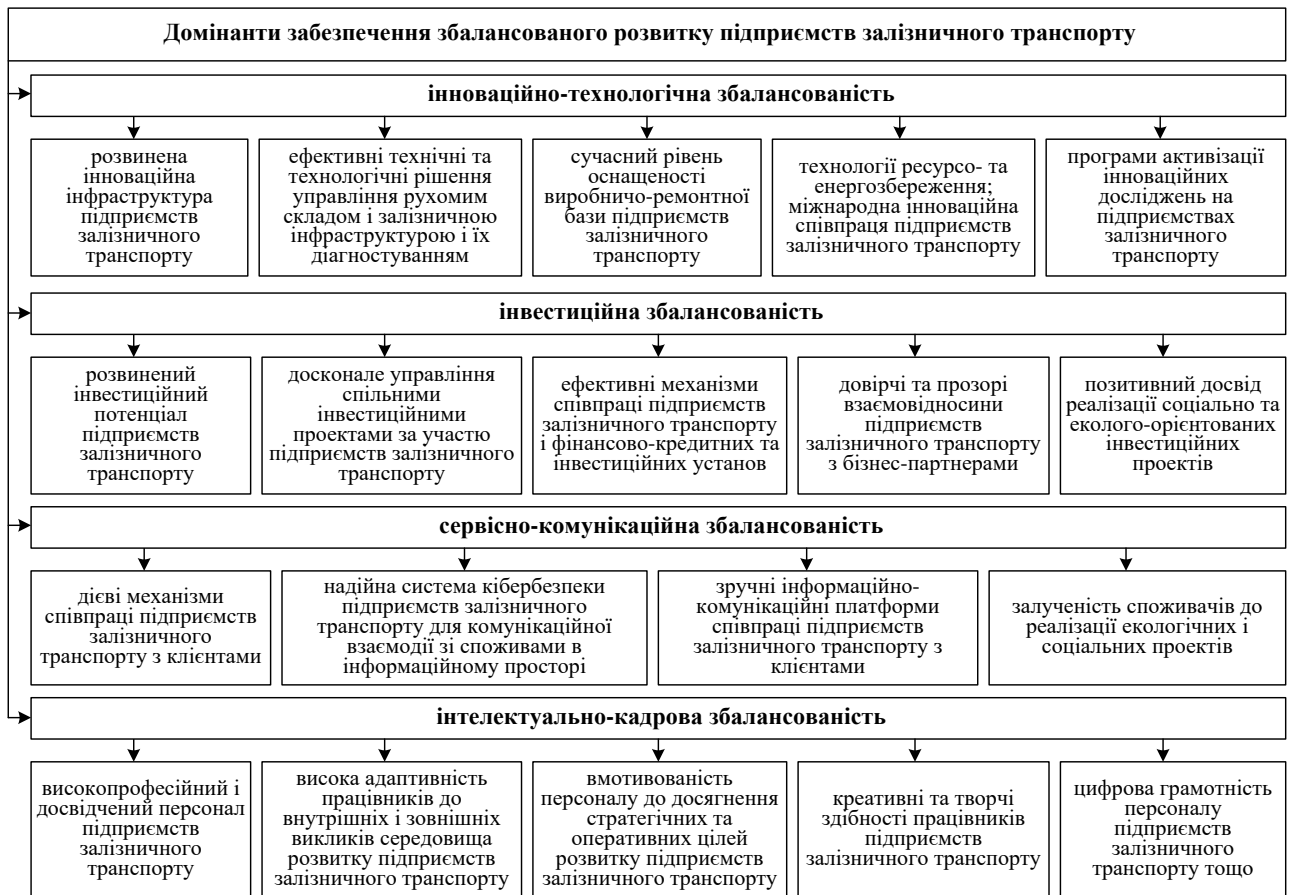 Домінанти забезпечення збалансованого розвитку підприємств залізничного транспорту
інноваційно-технологічна збалансованість
розвинена
інноваційна
інфраструктура
підприємств
залізничного
транспорту
ефективні технічні та
технологічні рішення
управління рухомим
складом і залізничною
інфраструктурою і їх
діагностуванням
сучасний рівень
оснащеності
виробничо-ремонтної
бази підприємств
залізничного
транспорту
технології ресурсо- та
енергозбереження;
міжнародна інноваційна
співпраця підприємств
залізничного транспорту
програми активізації
інноваційних
досліджень на
підприємствах
залізничного
транспорту
інвестиційна збалансованість
розвинений
інвестиційний
потенціал
підприємств
залізничного
транспорту
досконале управління
спільними
інвестиційними
проектами за участю
підприємств залізничного
транспорту
ефективні механізми
співпраці підприємств
залізничного транспорту
і фінансово-кредитних та
інвестиційних установ
довірчі та прозорі
взаємовідносини
підприємств
залізничного транспорту
з бізнес-партнерами
позитивний досвід
реалізації соціально та
еколого-орієнтованих
інвестиційних
проектів
сервісно-комунікаційна збалансованість
дієві механізми
співпраці підприємств
залізничного
транспорту з клієнтами
надійна система кібербезпеки
підприємств залізничного
транспорту для комунікаційної
взаємодії зі споживами в
інформаційному просторі
зручні інформаційно-
комунікаційні платформи
співпраці підприємств
залізничного транспорту з
клієнтами
залученість споживачів до
реалізації екологічних і
соціальних проектів
інтелектуально-кадрова збалансованість
високопрофесійний і
досвідчений персонал
підприємств
залізничного
транспорту
висока адаптивність
працівників до
внутрішніх і зовнішніх
викликів середовища
розвитку підприємств
залізничного транспорту
вмотивованість
персоналу до досягнення
стратегічних та
оперативних цілей
розвитку підприємств
залізничного транспорту
креативні та творчі
здібності працівників
підприємств
залізничного транспорту
цифрова грамотність
персоналу
підприємств
залізничного
транспорту тощо